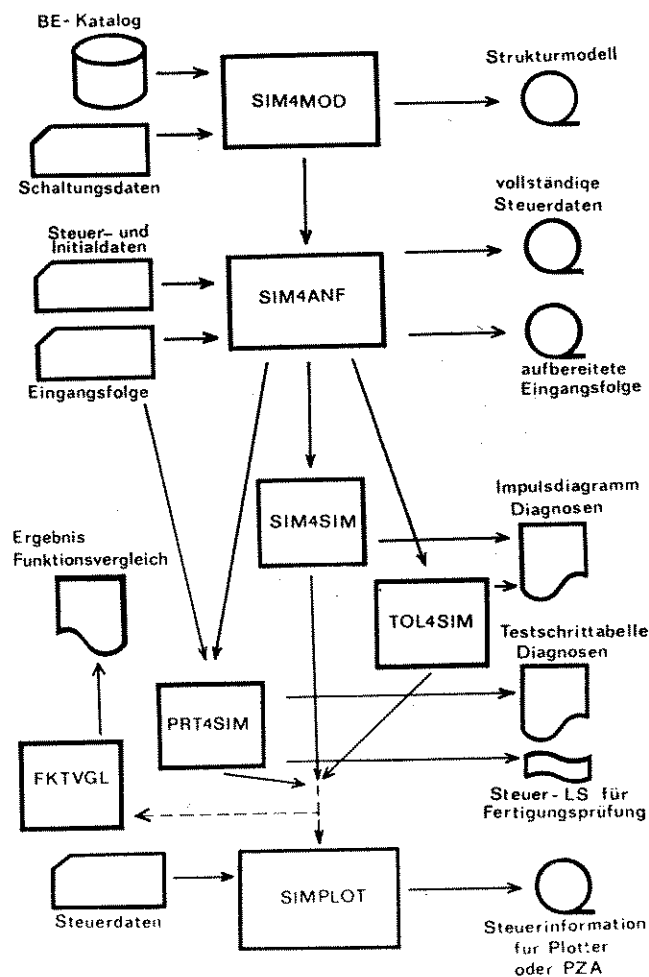 BE-Katalog
Strukturmodell
SIM4MOD
Schaltungsdaten
vollständige
Steuerdaten
Steuer- und
Initialdaten
SIM4ANF
Eingangsfolge
aufbereitete
Eingangsfolge
Impulsdiagramm
Diagnosen
SIM4SIM
Ergebnis
Funktionsvergleich
TOL4SIM
Testschrittabelle
Diagnosen
PRT4SIM
FKTVGL
Steuer-LS für
Fertigungsprüfung
SIMPLOT
Steuerdaten
Steuerinformation
fur Plotter
oder PZA